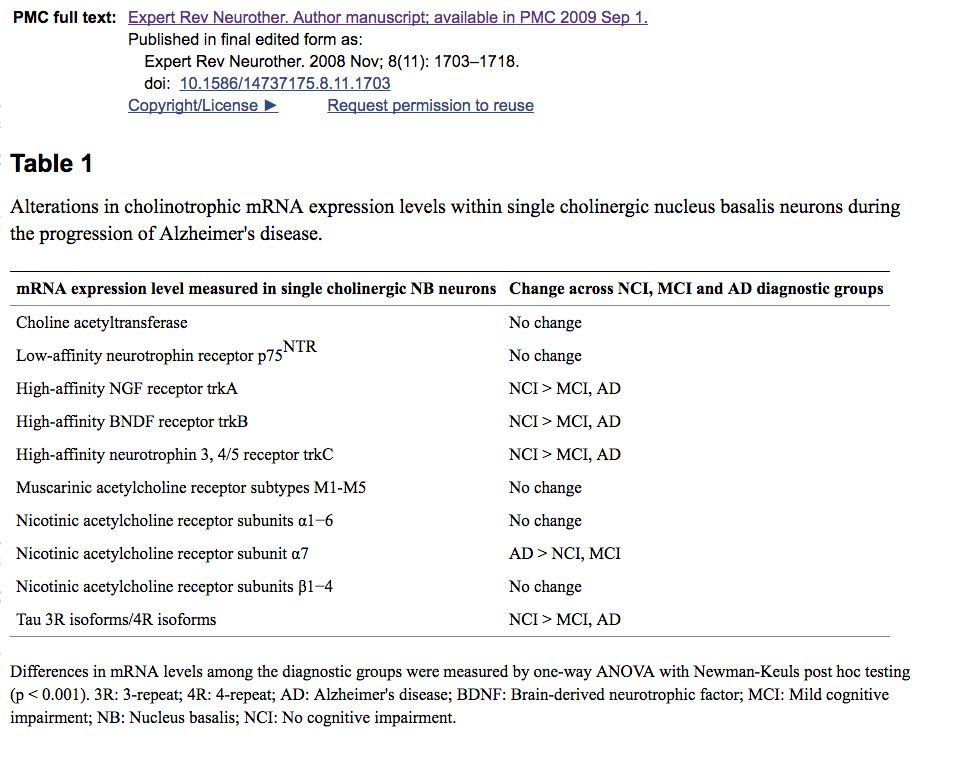 PMC full text: Expert Rev Neurother. Author manuscript; available in PMC 2009 Sep 1.
Published in final edited form as:
Expert Rev Neurother. 2008 Nov; 8(11): 1703–1718.
doi: 10.1586/14737175.8.11.1703
Copyright/License ► Request permission to reuse
Table 1
Alterations in cholinotrophic mRNA expression levels within single cholinergic nucleus basalis neurons during
the progression of Alzheimer's disease.
mRNA expression level measured in single cholinergic NB neurons Change across NCI, MCI and AD diagnostic groups
Choline acetyltransferase No change
Low-affinity neurotrophin receptor p75NTR No change
High-affinity NGF receptor trkA NCI > MCI, AD
High-affinity BNDF receptor trkB NCI > MCI, AD
High-affinity neurotrophin 3, 4/5 receptor trkC NCI > MCI, AD
Muscarinic acetylcholine receptor subtypes M1-M5 No change
Nicotinic acetylcholine receptor subunits α1–6 No change
Nicotinic acetylcholine receptor subunit α7 AD > NCI, MCI
Nicotinic acetylcholine receptor subunits β1–4 No change
Tau 3R isoforms/4R isoforms NCI > MCI, AD
Differences in mRNA levels among the diagnostic groups were measured by one-way ANOVA with Newman-Keuls post hoc testing
(p < 0.001). 3R: 3-repeat; 4R: 4-repeat; AD: Alzheimer's disease; BDNF: Brain-derived neurotrophic factor; MCI: Mild cognitive
impairment; NB: Nucleus basalis; NCI: No cognitive impairment.